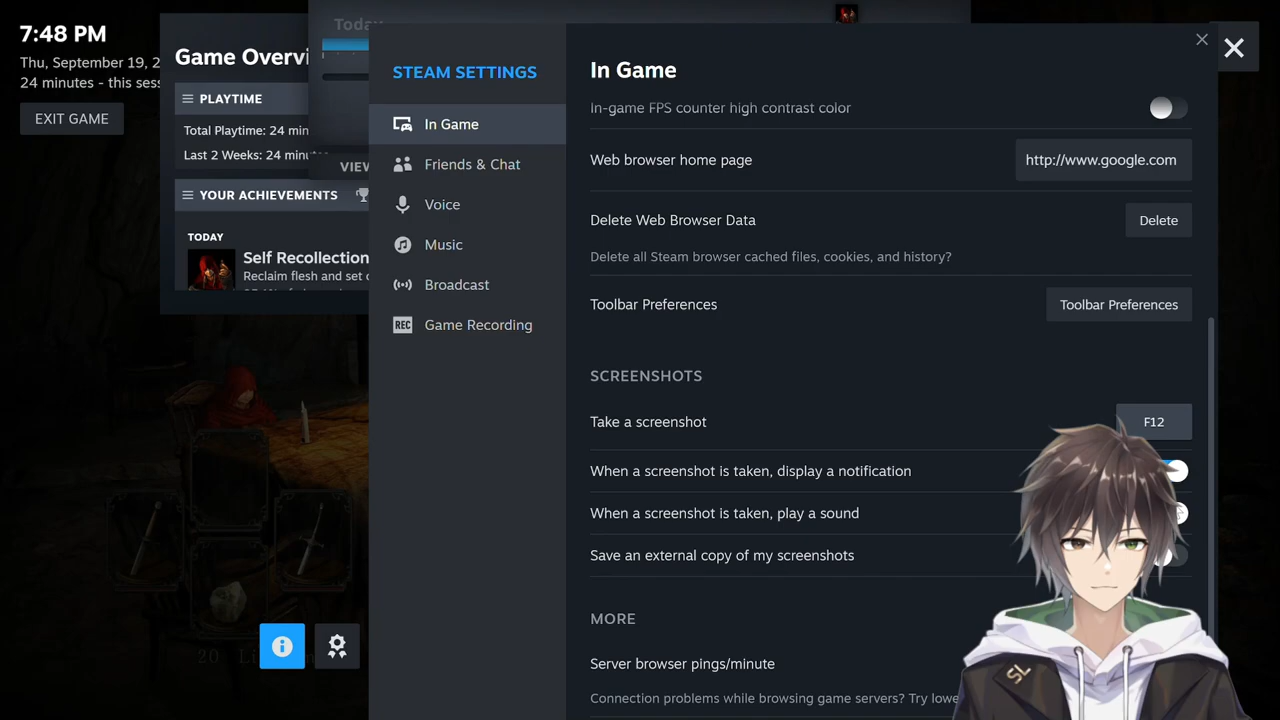 7:48 PM
Thu, September 19, 2
24 minutes - this sess
EXIT GAME
Game Overvi
PLAYTIME
Total Playtime: 24 min
Last 2 Weeks: 24 minutes
YOUR ACHIEVEMENTS
TODAY
Self Recollection
Reclaim flesh and set o
Today
VIEW
STEAM SETTINGS
In Game
Friends & Chat
Voice
Music
Broadcast
REC
Game Recording
In Game
In-game FPS counter high contrast color
Web browser home page
http://www.google.com
Delete Web Browser Data
Delete
Delete all Steam browser cached files, cookies, and history?
Toolbar Preferences
Toolbar Preferences
SCREENSHOTS
Take a screenshot
F12
When a screenshot is taken, display a notification
When a screenshot is taken, play a sound
Save an external copy of my screenshots
MORE
Server browser pings/minute
Connection problems while browsing game servers? Try lowe
20
SL